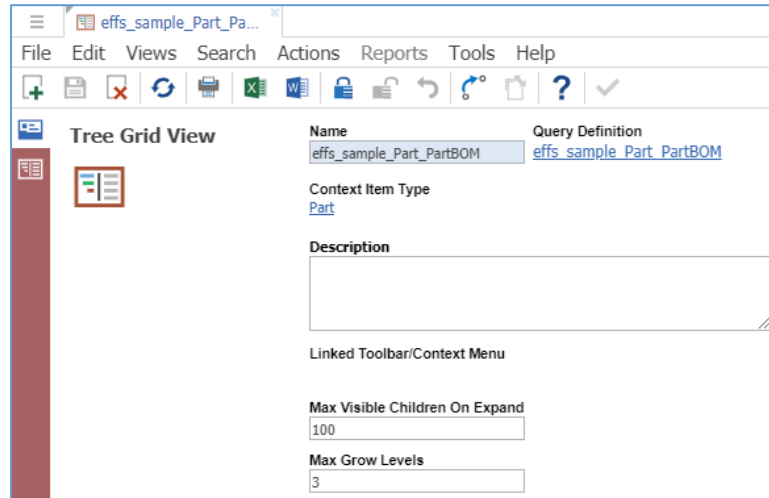 effs_sample_Part_Pa...
File Edit Views Search Actions Reports Tools Help
Tree Grid View
Name
Query Definition
effs_sample_Part_PartBOM
effs_sample_Part_PartBOM
Context Item Type
Part
Description
Linked Toolbar/Context Menu
Max Visible Children On Expand
100
Max Grow Levels
3